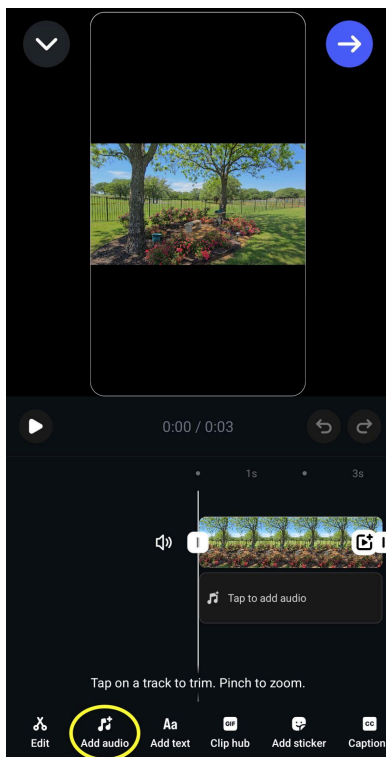 0:00 / 0:03
1s
3s
Tap to add audio
Tap on a track to trim. Pinch to zoom.
Edit
Add audio
Aa
Add text
GIF
Clip hub
Add sticker
CC
Caption